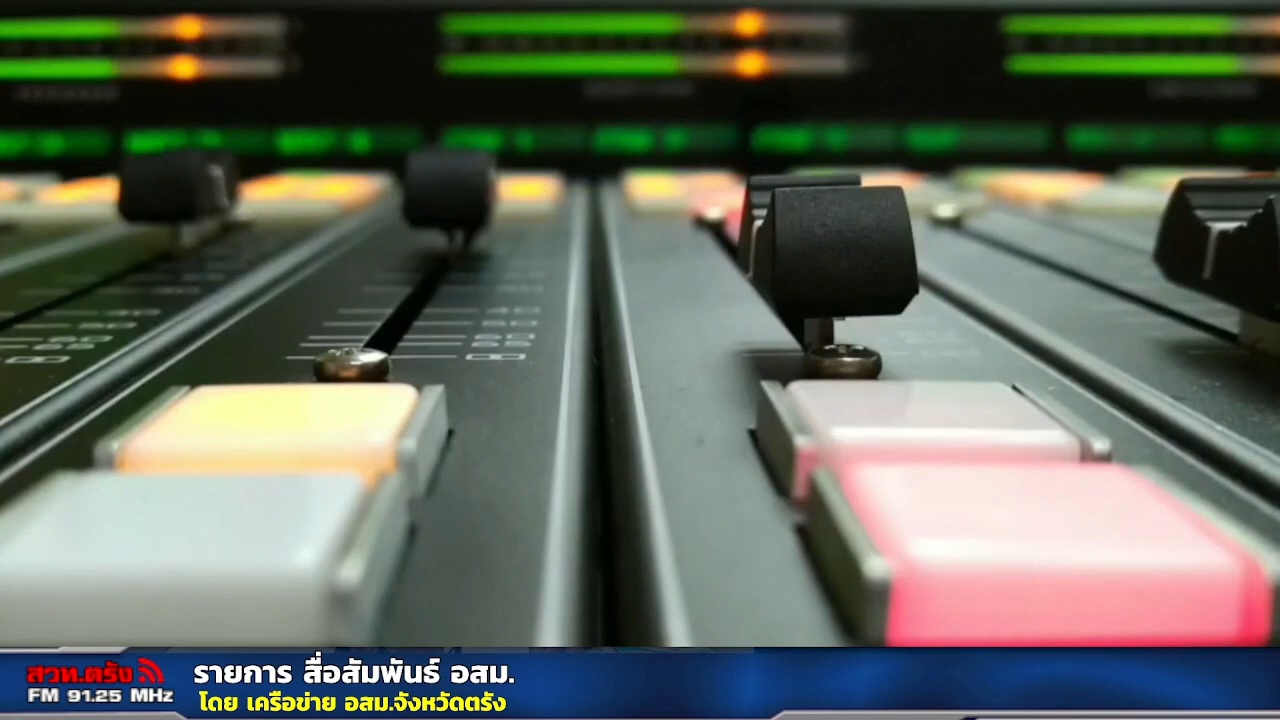 สวท.ตรัง
FM 91.25 MHz
รายการ สื่อสัมพันธ์ อสม.
โดย เครือข่าย อสม.จังหวัดตรัง